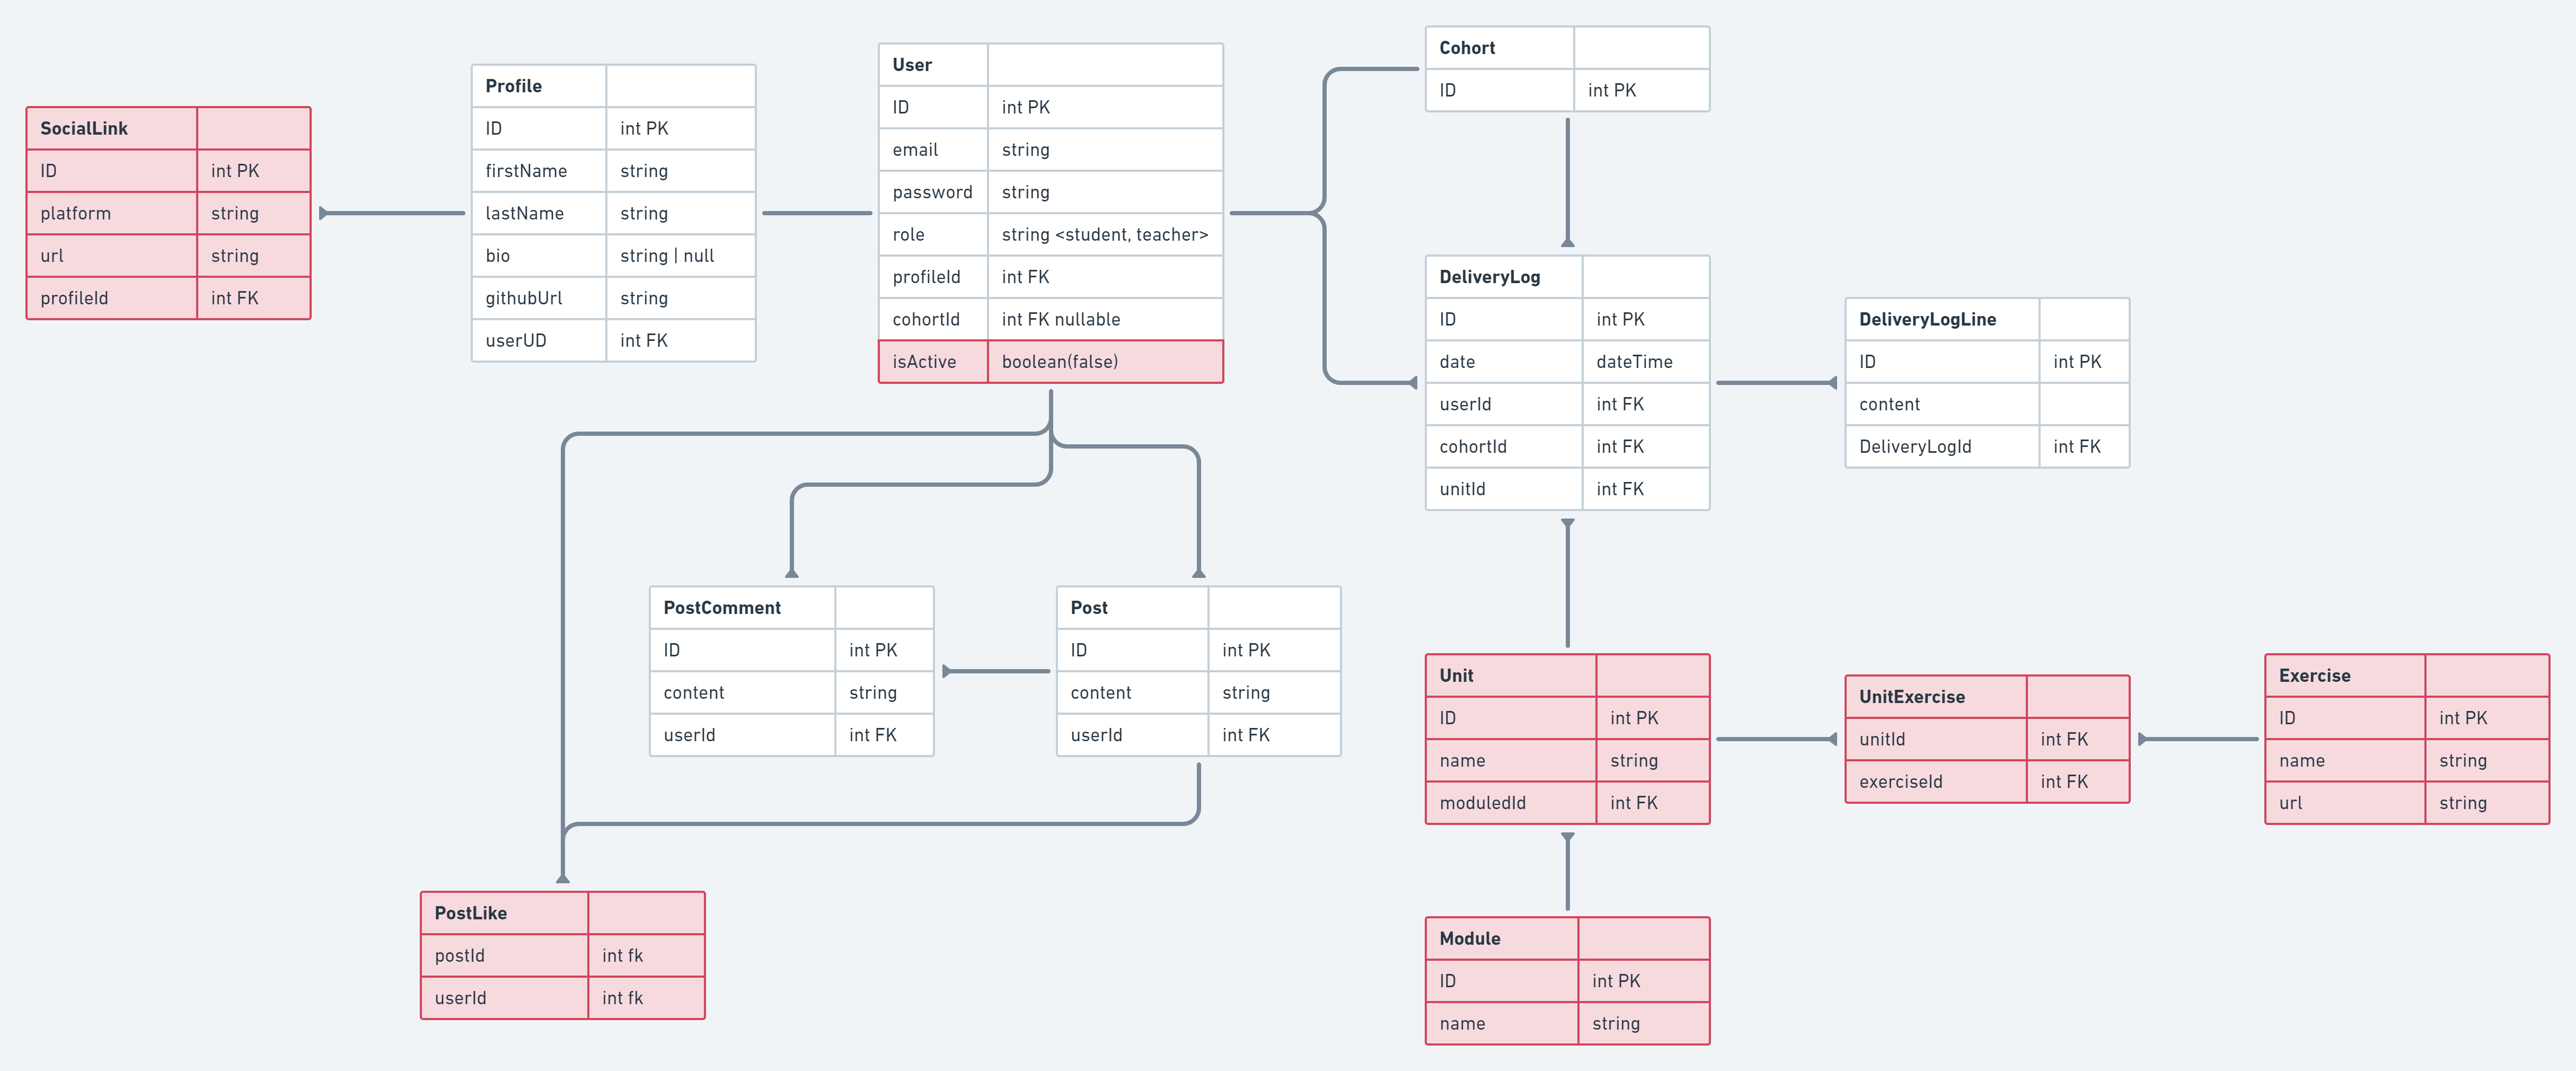 SocialLink
ID int PK
platform string
url string
profileId int FK
Profile
ID int PK
firstName string
lastName string
bio string | null
githubUrl string
userUD int FK
User
ID int PK
email string
password string
role string <student, teacher>
profileId int FK
cohortId int FK nullable
isActive boolean(false)
Cohort
ID int PK
DeliveryLog
ID int PK
date dateTime
userId int FK
cohortId int FK
unitId int FK
DeliveryLogLine
ID int PK
content
DeliveryLogId int FK
PostComment
ID int PK
content string
userId int FK
Post
ID int PK
content string
userId int FK
Unit
ID int PK
name string
moduledId int FK
UnitExercise
unitId int FK
exerciseId int FK
Exercise
ID int PK
name string
url string
PostLike
postId int fk
userId int fk
Module
ID int PK
name string